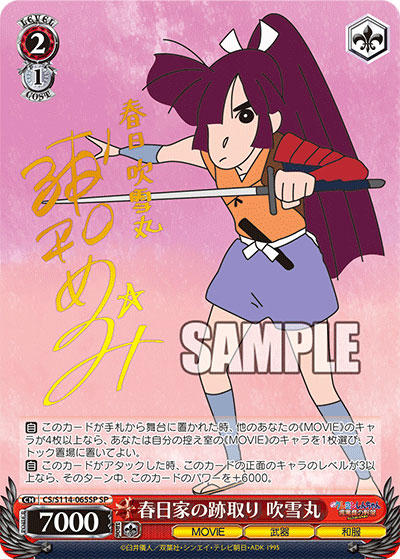 LEVEL
2
1
COST
春日吹雪丸
浦和めぐみ
SAMPLE
自 このカードが手札から舞台に置かれた時、他のあなたの《MOVIE》のキャ
ラが4枚以上なら、あなたは自分の控え室の《MOVIE》のキャラを1枚選び、ス
トック置場に置いてよい。
自 このカードがアタックした時、このカードの正面のキャラのレベルが3以上
なら、そのターン中、このカードのパワーを+6000。
CH CS/S114-065SP SP
7000
春日家の跡取り 吹雪丸
MOVIE
武器
和服
©臼井儀人／双葉社・シンエイ・テレビ朝日・ADK 1995